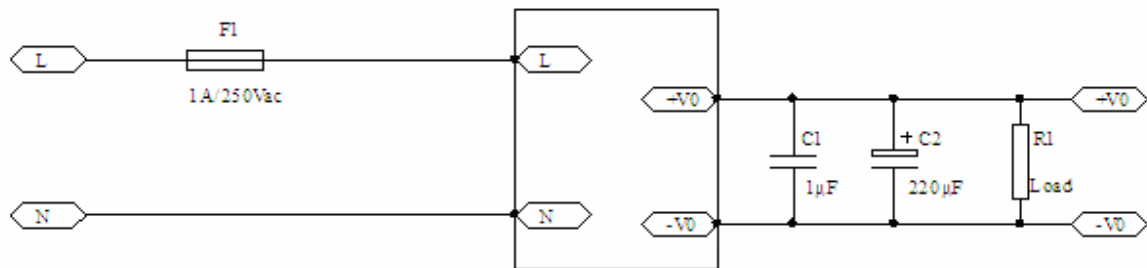 F1
L
L
1A/250Vac
+V0
+V0
C1
+ C2
R1
1μF
220μF
Load
N
N
-V0
-V0